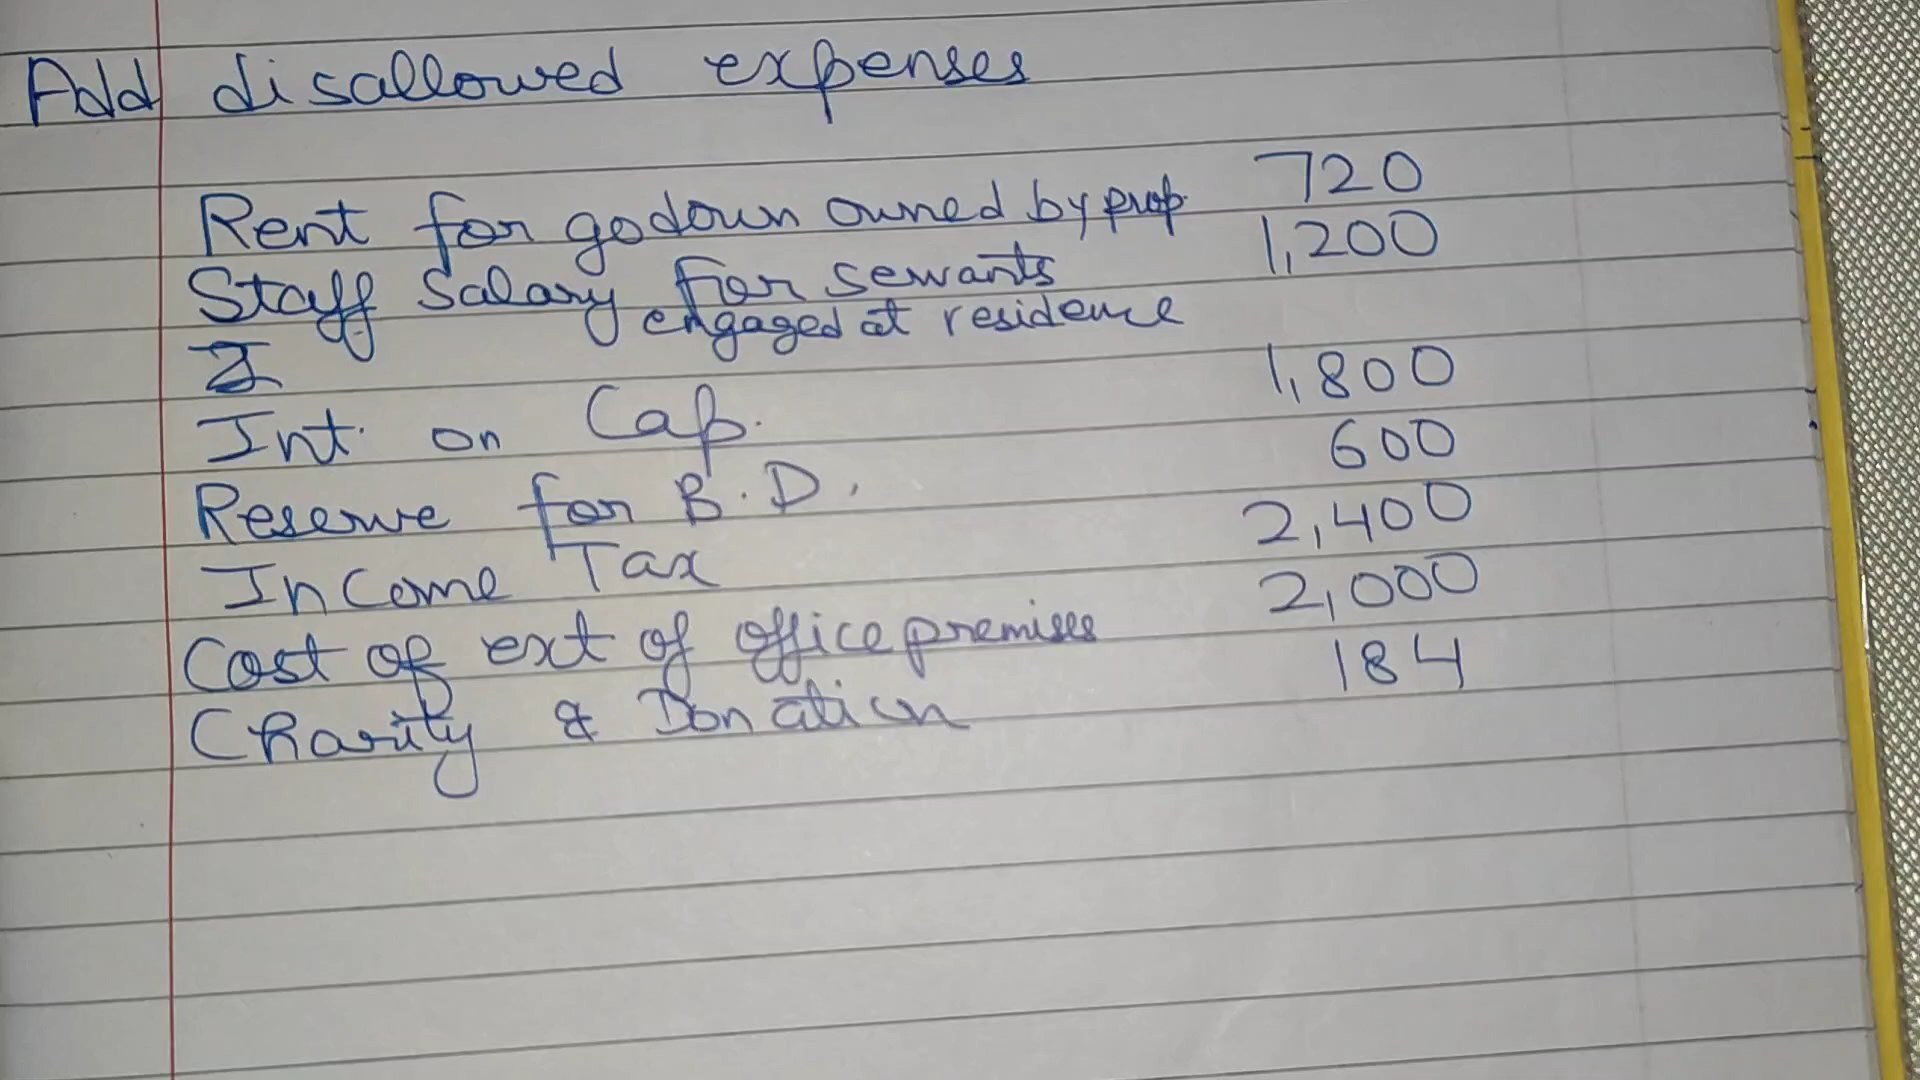 Add disallowed expenses
Rent for godown owned by prop. 720
Staff Salary for servants 1,200
engaged at residence
Int. on Cap. 1,800
Reserve for B.D. 600
Income Tax 2,400
Cost of ext of office premises 2,000
Charity & Donation 184